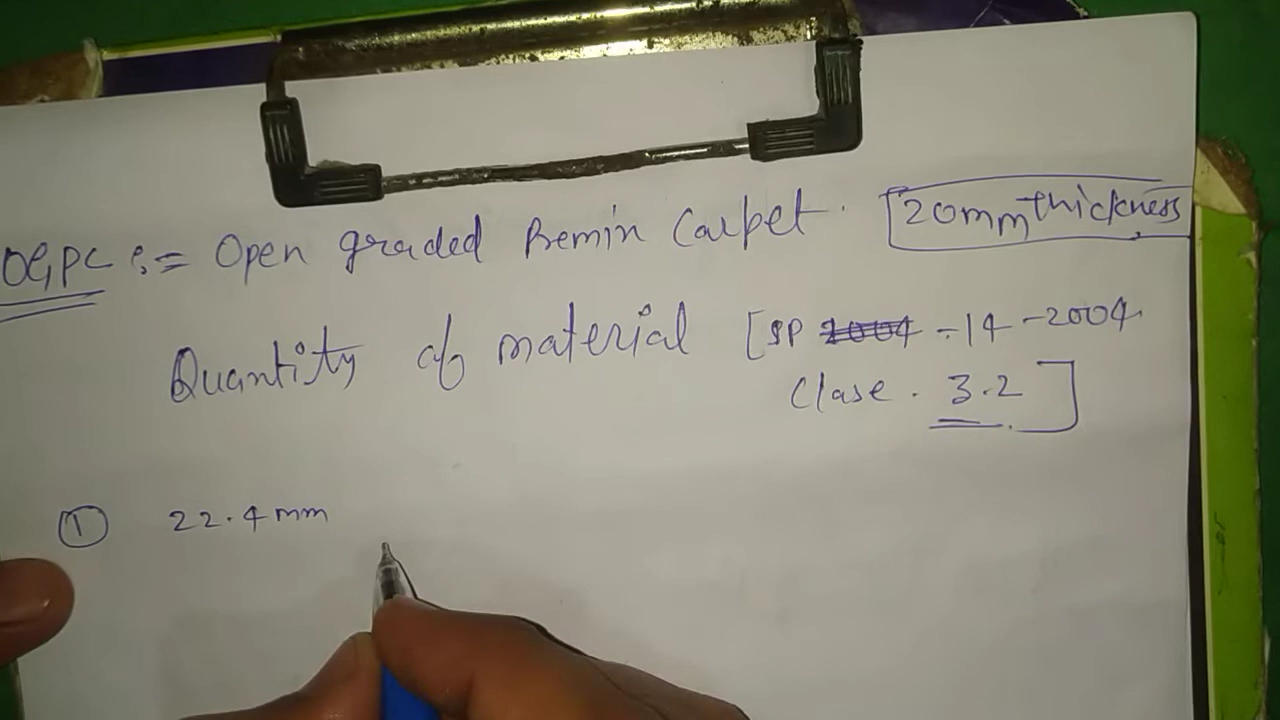 OGPC := Open graded Premix Carpet. [20mm thickness
Quantity of material [SP 2004 -14 -2004.
Clase . 3.2 ]
① 22.4 mm